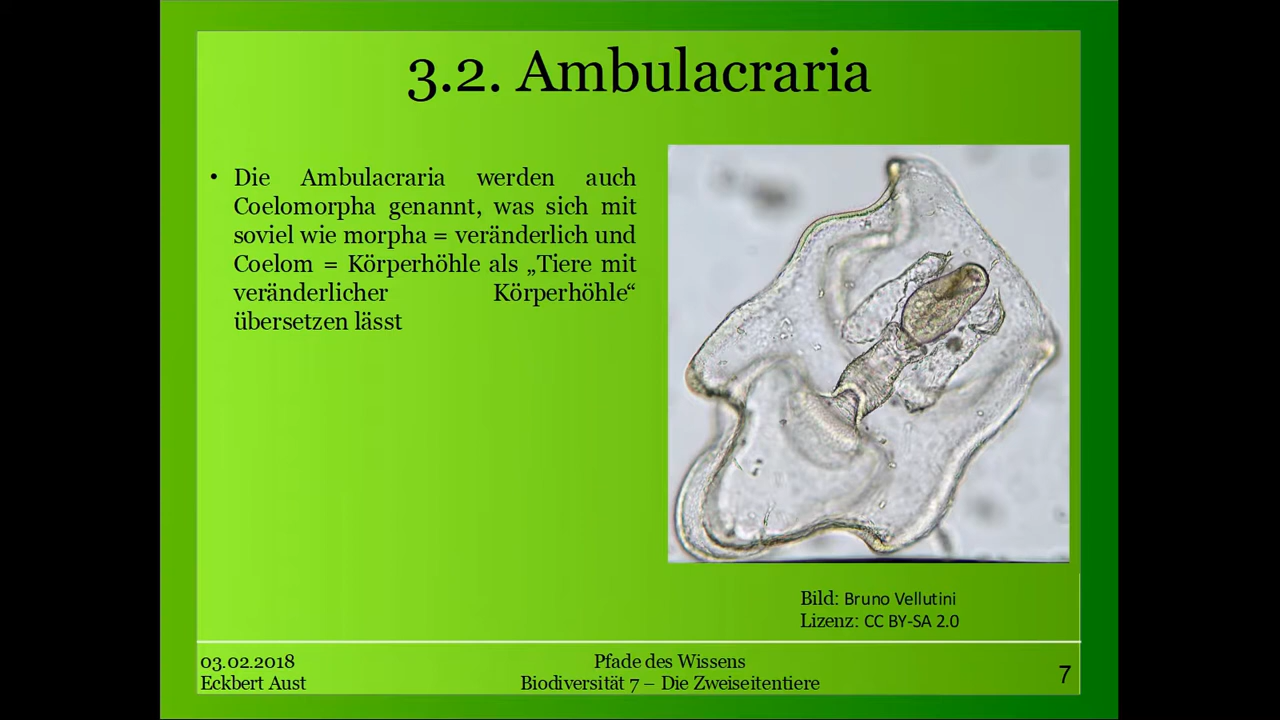 3.2. Ambulacraria
• Die Ambulacraria werden auch
Coelomorpha genannt, was sich mit
soviel wie morpha = veränderlich und
Coelom = Körperhöhle als „Tiere mit
veränderlicher Körperhöhle“
übersetzen lässt
Bild: Bruno Vellutini
Lizenz: CC BY-SA 2.0
03.02.2018
Eckbert Aust
Pfade des Wissens
Biodiversität 7 – Die Zweiseitentiere
7